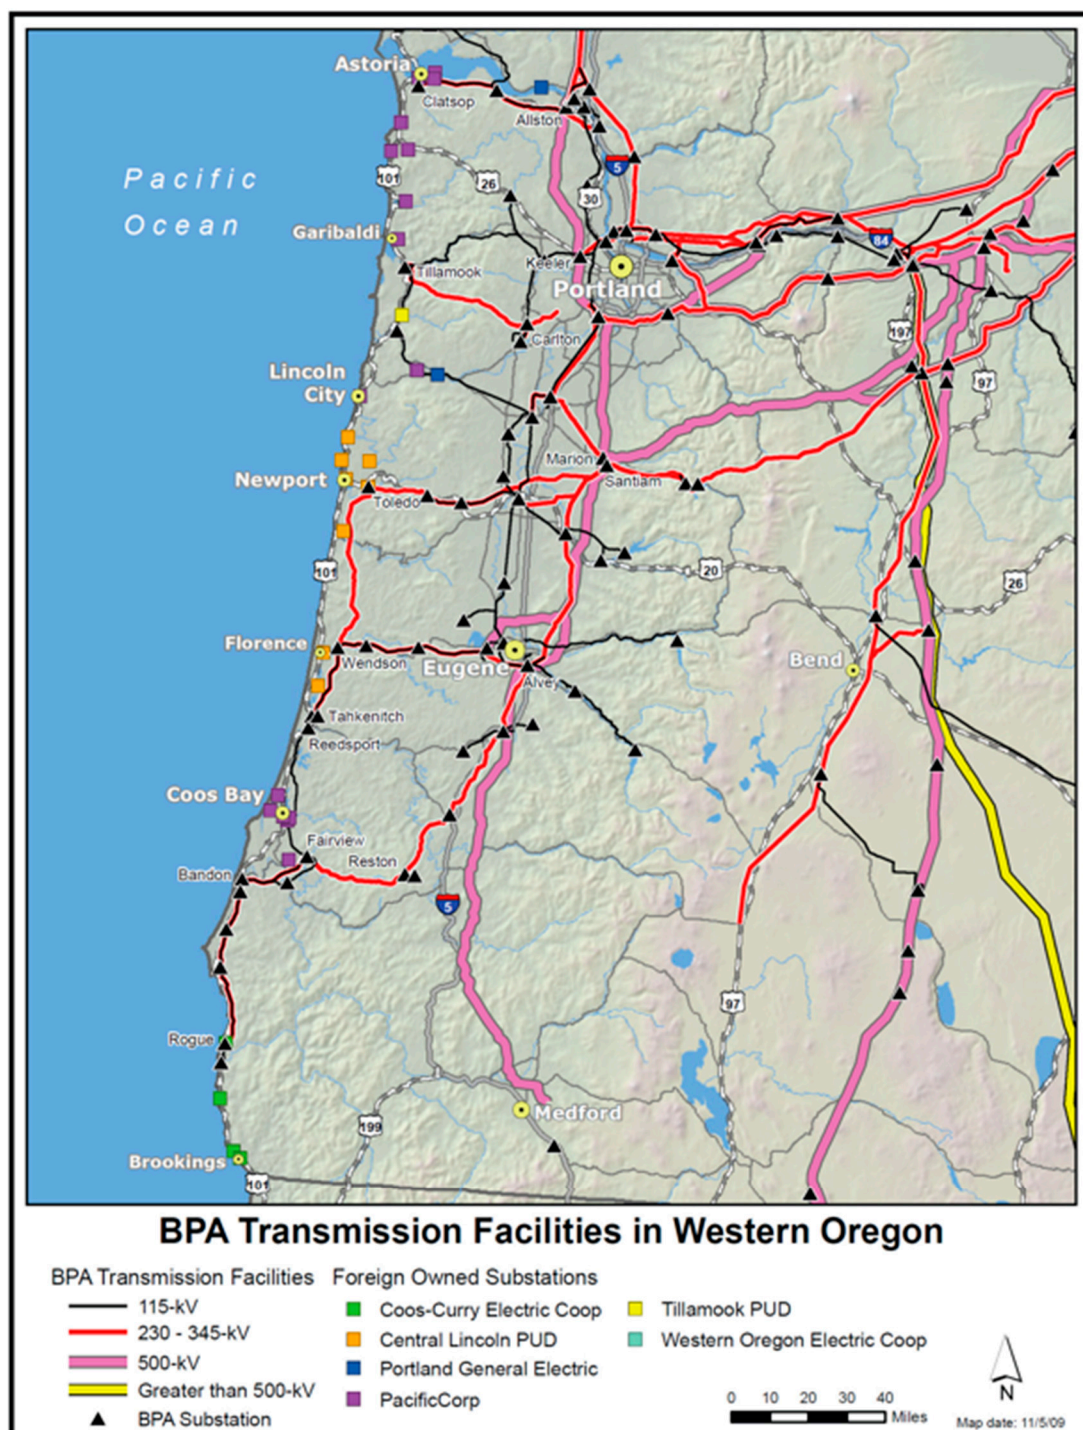 Astoria
Clatsop
Allston
Pacific
Ocean
5
101
26
30
Garibaldi
84
Tillamook
Keeler
Portland
197
Carlton
Lincoln
City
97
Marion
Santiam
Newport
Toledo
101
20
26
Florence
Wendson
Eugene
Bend
Alvey
Tahkenitch
Reedsport
Coos Bay
Fairview
Reston
Bandon
5
97
Rogue
Medford
199
Brookings
101
BPA Transmission Facilities in Western Oregon
BPA Transmission Facilities
115-kV
230 - 345-kV
500-kV
Greater than 500-kV
BPA Substation
Foreign Owned Substations
Coos-Curry Electric Coop
Central Lincoln PUD
Portland General Electric
PacificCorp
Tillamook PUD
Western Oregon Electric Coop
0 10 20 30 40
Miles
N
Map date: 11/5/09